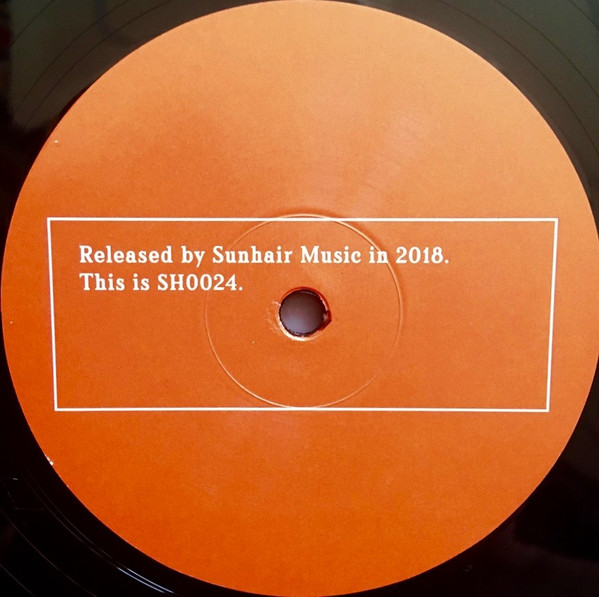 Released by Sunhair Music in 2018.
This is SH0024.